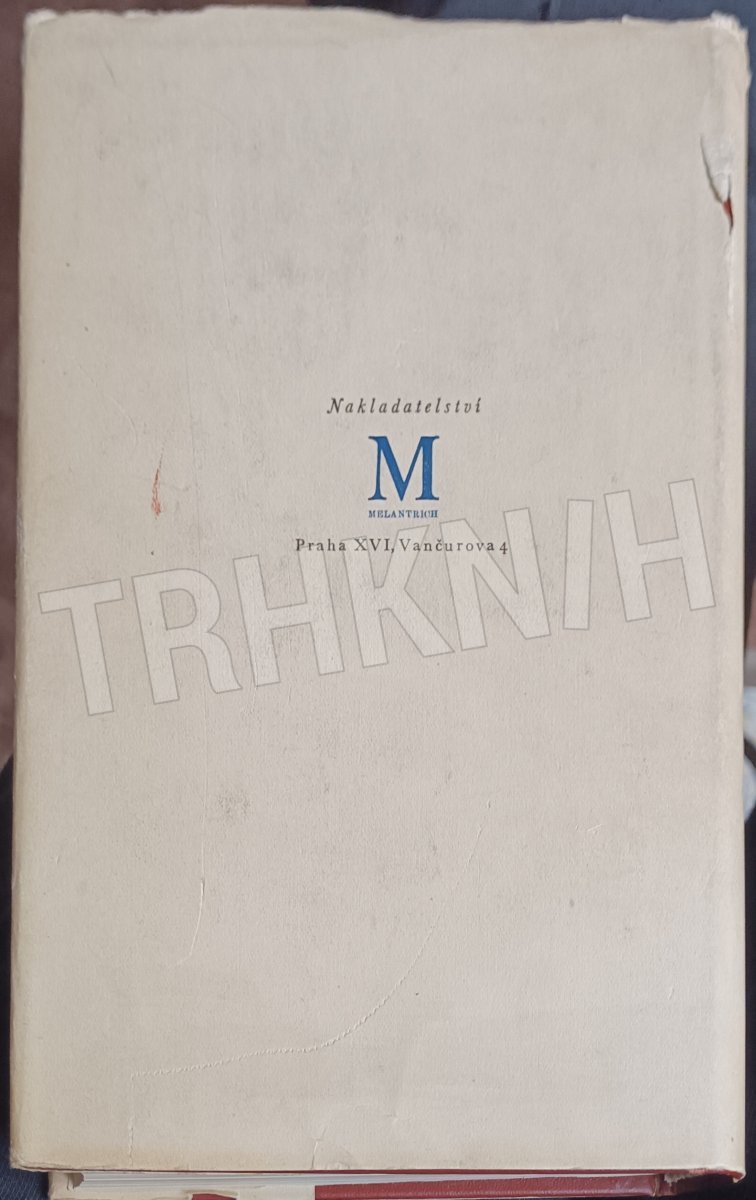 Nakladatelství
M
MELANTRICH
Praha XVI, Vančurova 4
TRHKNIH